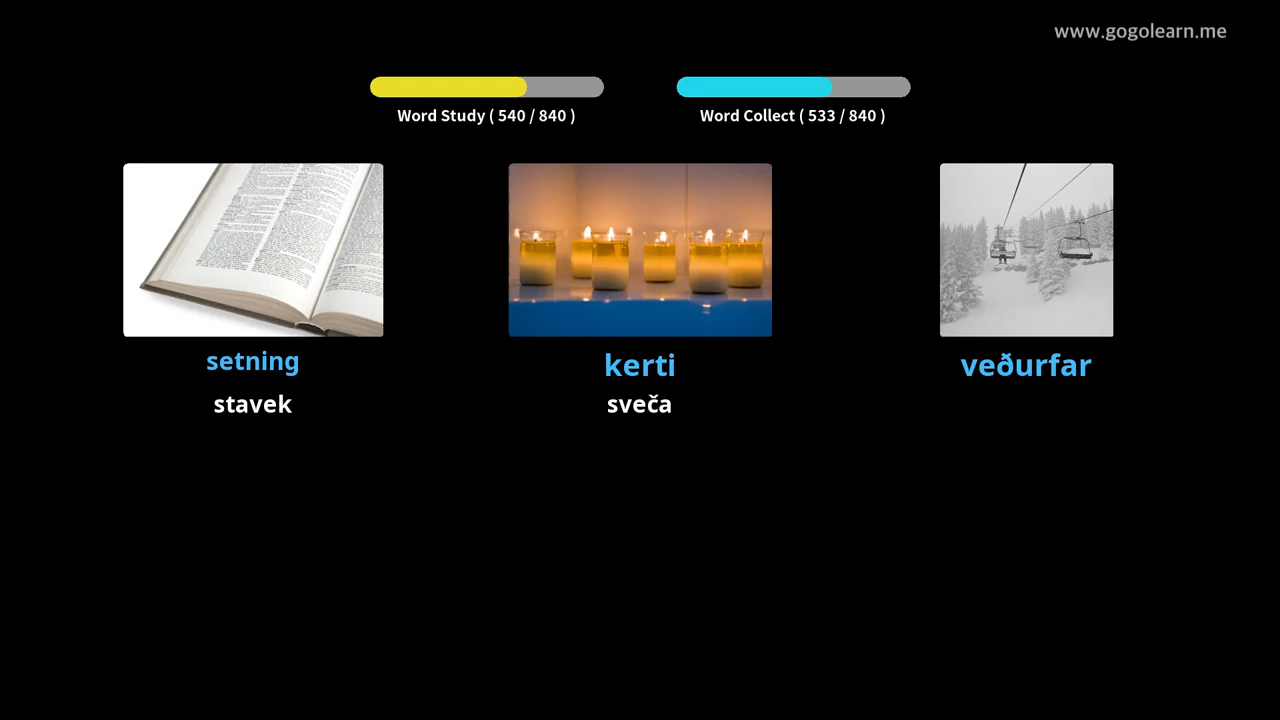 www.gogolearn.me
Word Study ( 540 / 840 )
Word Collect ( 533 / 840 )
setning
kerti
veðurfar
stavek
sveča